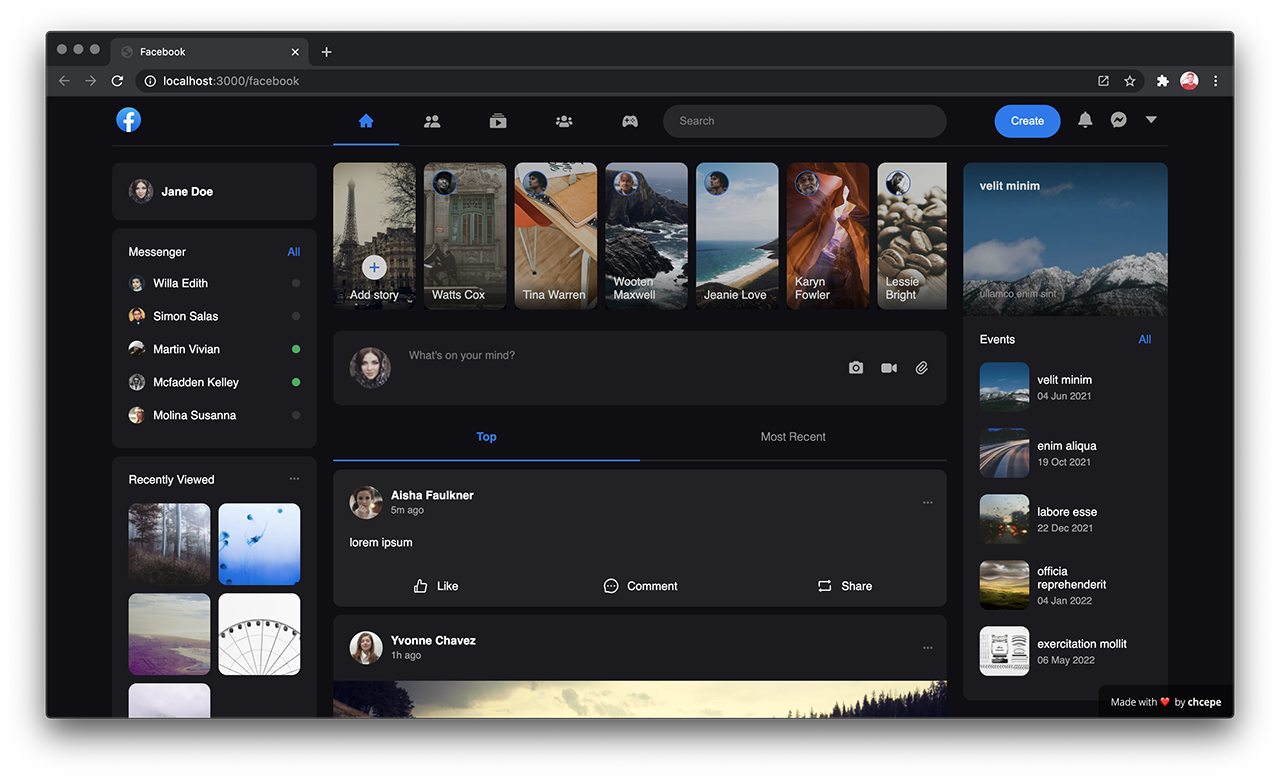 Facebook
localhost:3000/facebook
Search
Create
Jane Doe
Messenger
All
Willa Edith
Simon Salas
Martin Vivian
Mcfadden Kelley
Molina Susanna
Recently Viewed
Add story
Watts Cox
Tina Warren
Wooten
Maxwell
Jeanie Love
Karyn
Fowler
Lessie
Bright
What's on your mind?
Top
Most Recent
Aisha Faulkner
5m ago
lorem ipsum
Like
Comment
Share
Yvonne Chavez
1h ago
velit minim
ullamco enim sint
Events
All
velit minim
04 Jun 2021
enim aliqua
19 Oct 2021
labore esse
22 Dec 2021
officia
reprehenderit
04 Jan 2022
exercitation mollit
06 May 2022
Made with ❤️ by chcepe